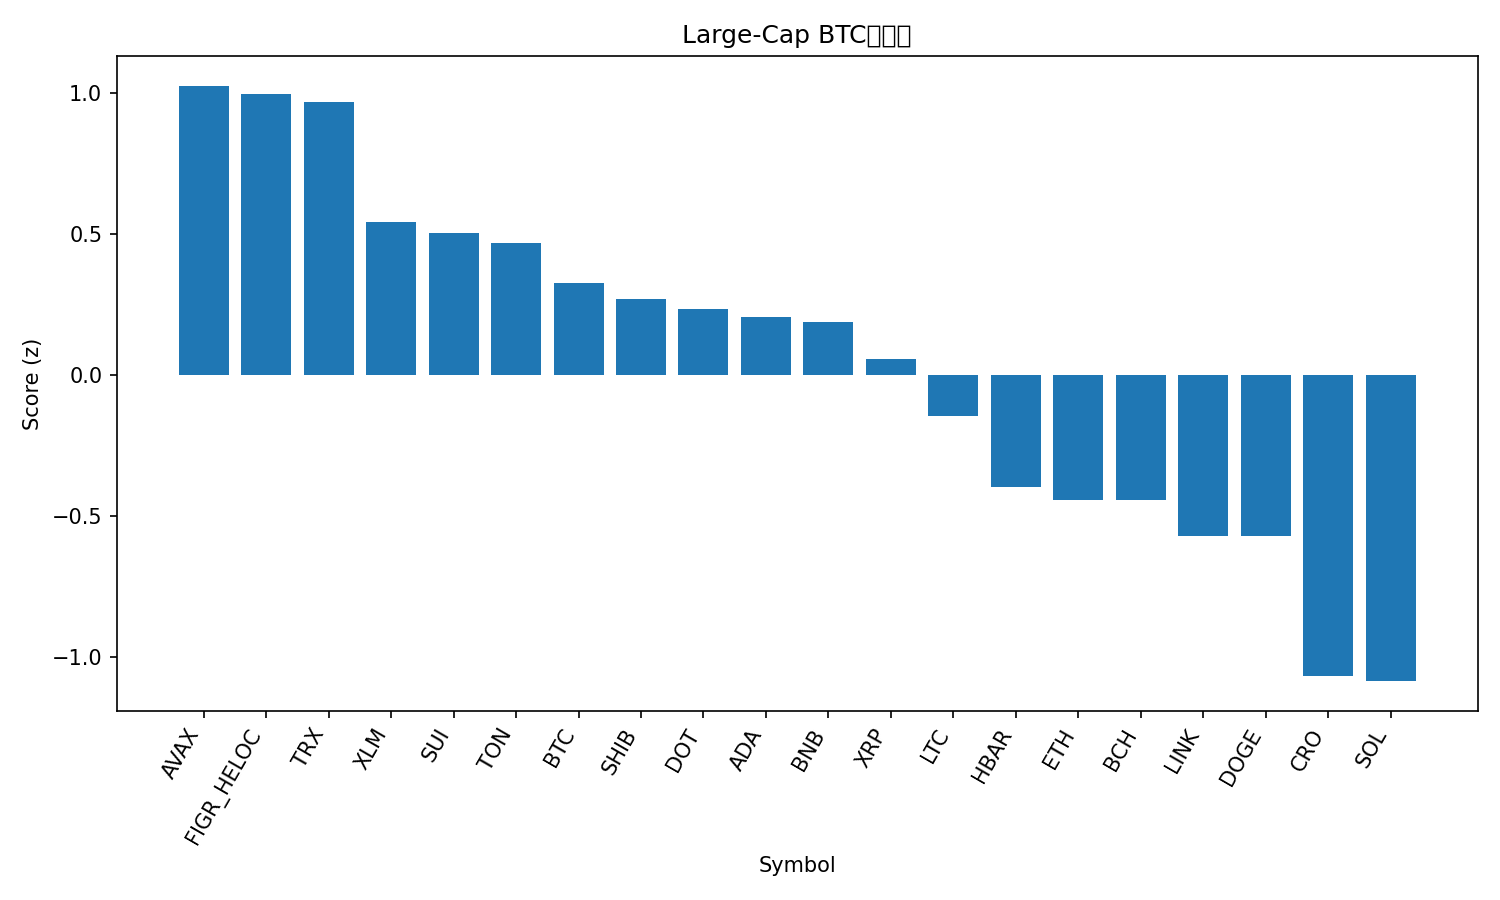 Large-Cap BTC
Score (z)
1.0
0.5
0.0
−0.5
−1.0
AVAX
FIGR_HELOC
TRX
XLM
SUI
TON
BTC
SHIB
DOT
ADA
BNB
XRP
LTC
HBAR
ETH
BCH
LINK
DOGE
CRO
SOL
Symbol